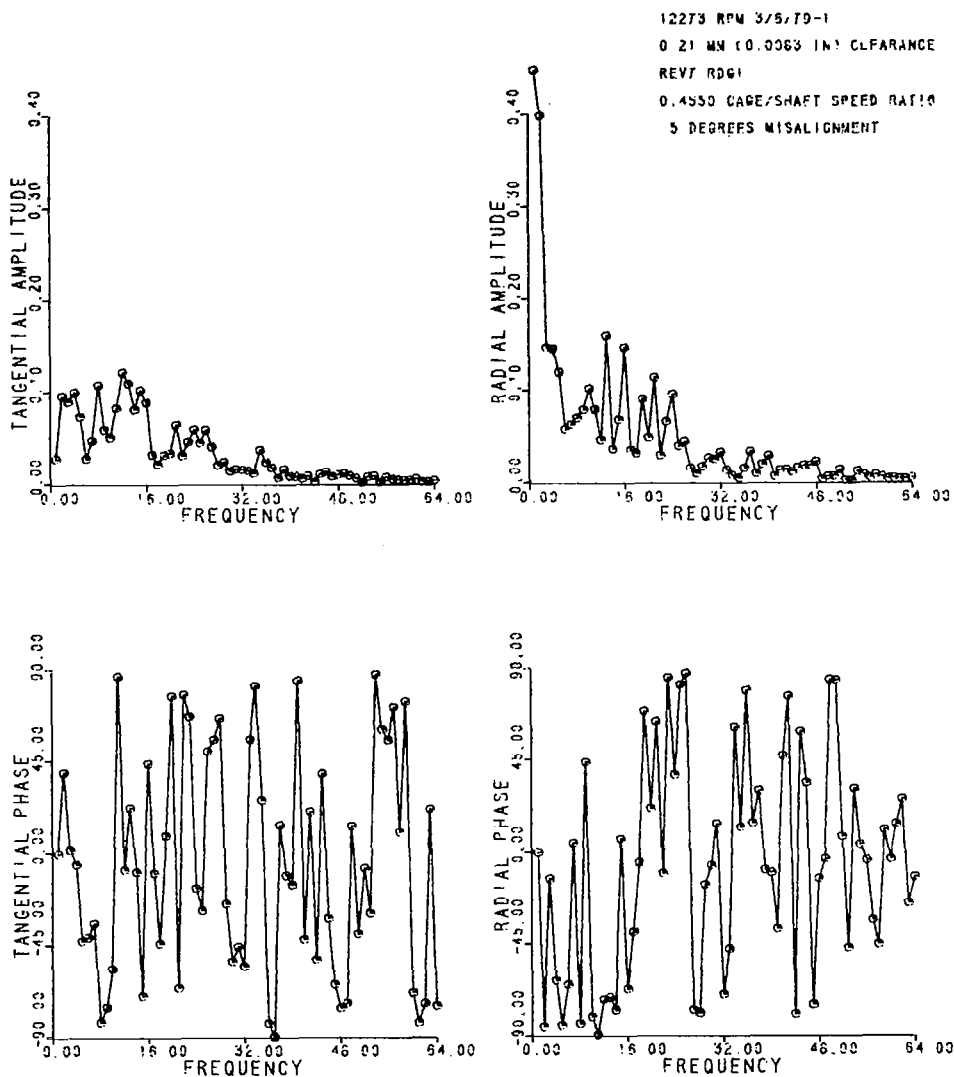 12273 RPM 3/6/79-1
0.21 MM (0.0083 IN) CLEARANCE
REV7 RDG1
0.4550 CAGE/SHAFT SPEED RATIO
5 DEGREES MISALIGNMENT
TANGENTIAL AMPLITUDE
0.00 0.10 0.20 0.30 0.40
0.00 16.00 32.00 48.00 64.00
FREQUENCY
RADIAL AMPLITUDE
0.00 0.10 0.20 0.30 0.40
0.00 16.00 32.00 48.00 64.00
FREQUENCY
TANGENTIAL PHASE
-90.00 -45.00 0.00 45.00 90.00
0.00 16.00 32.00 48.00 64.00
FREQUENCY
RADIAL PHASE
-90.00 -45.00 0.00 45.00 90.00
0.00 16.00 32.00 48.00 64.00
FREQUENCY